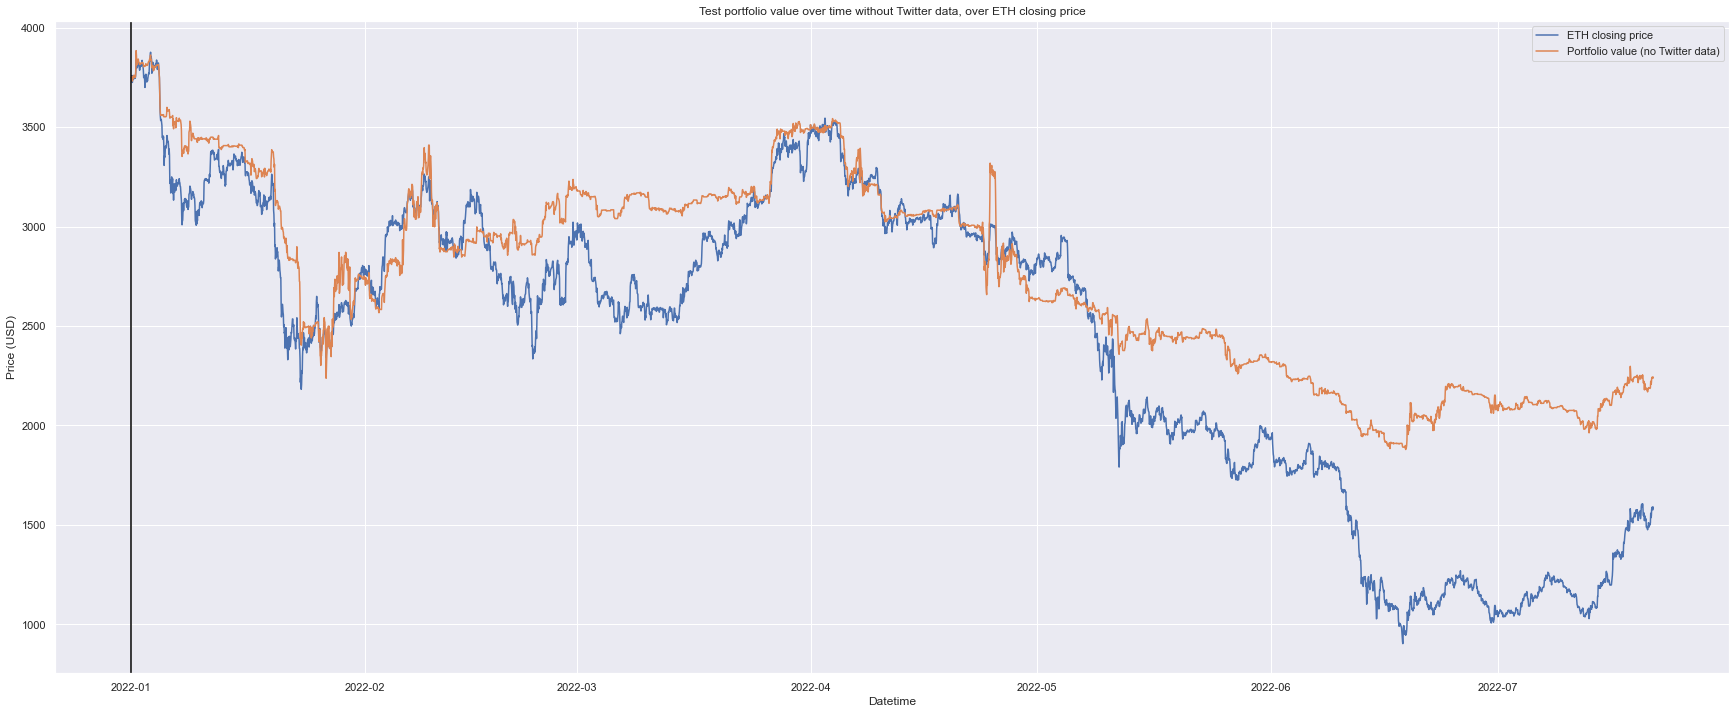 Test portfolio value over time without Twitter data, over ETH closing price
ETH closing price
Portfolio value (no Twitter data)
4000
3500
3000
2500
2000
1500
1000
Price (USD)
2022-01
2022-02
2022-03
2022-04
2022-05
2022-06
2022-07
Datetime